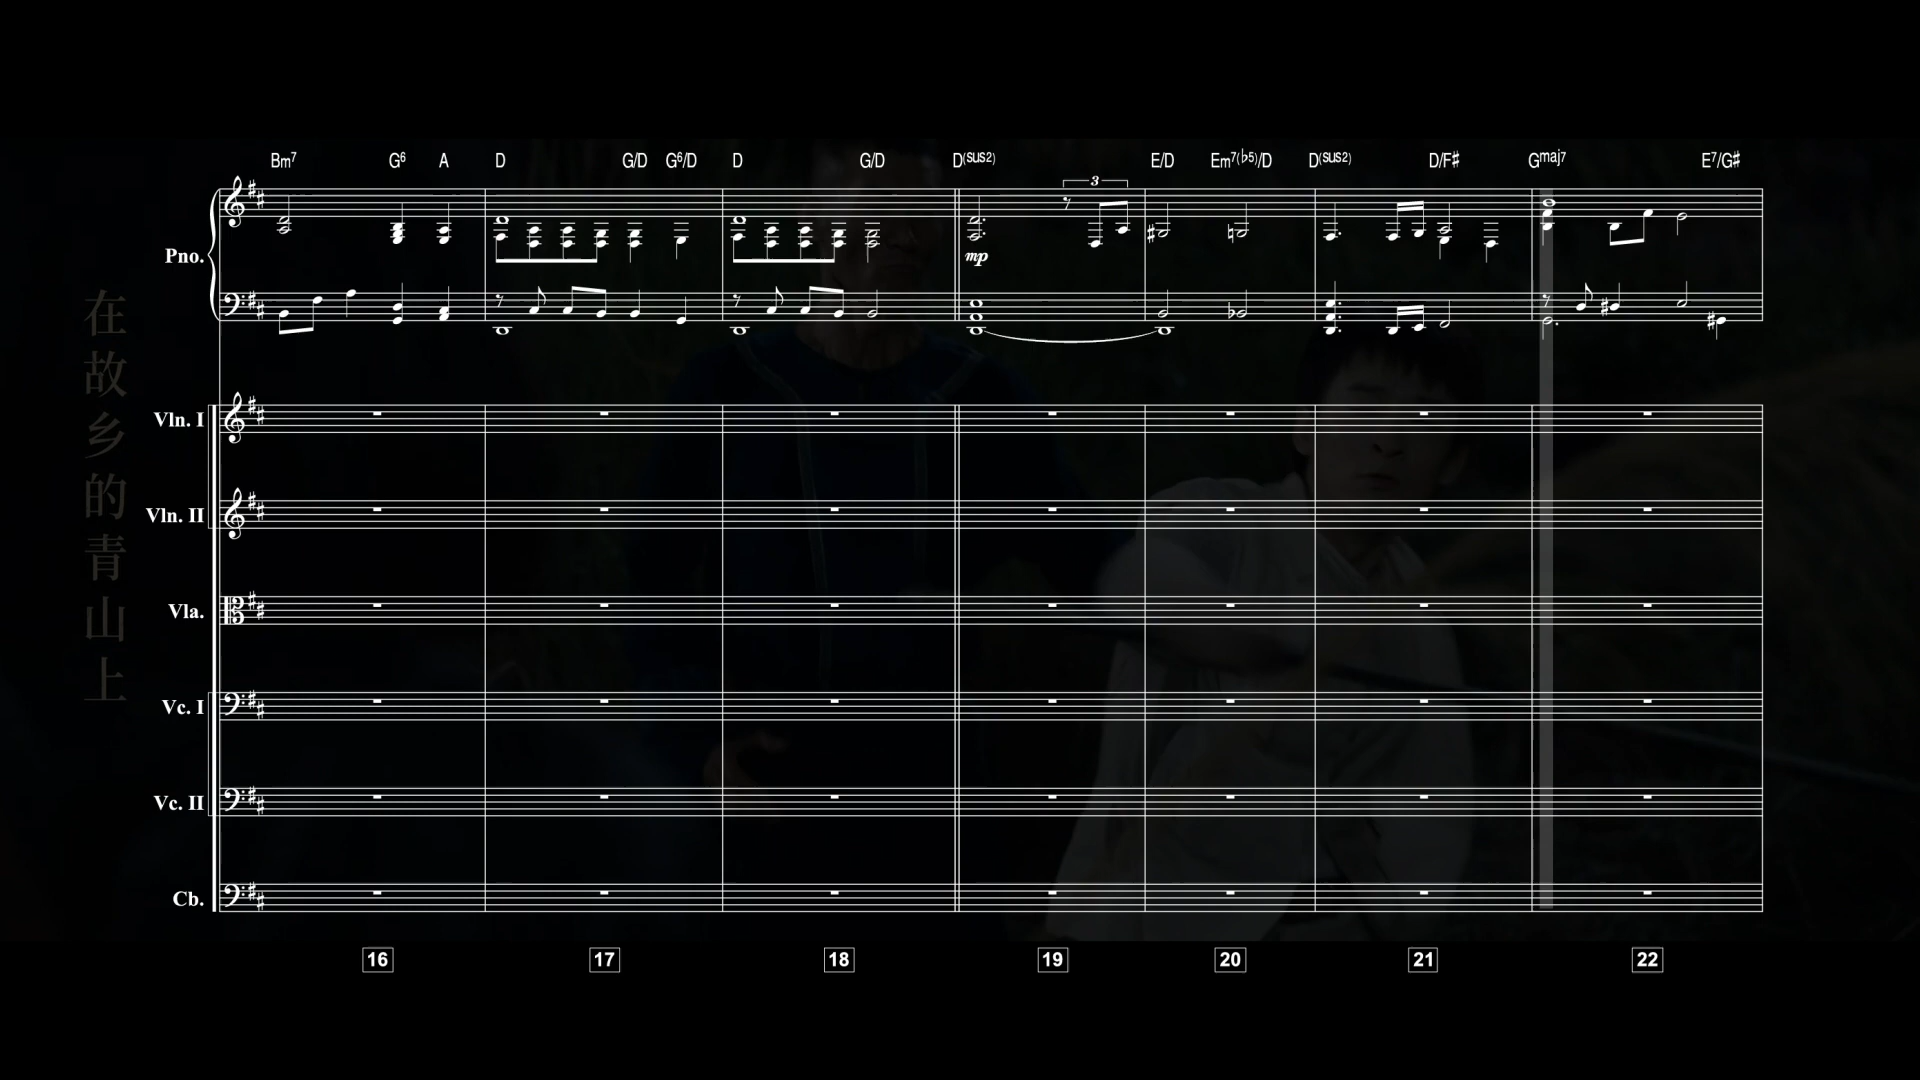 Bm7 G6 A D G/D G6/D D G/D D(sus2) E/D Em7(♭5)/D D(sus2) D/F♯ Gmaj7 E7/G♯
3
Pno.
mp
在故乡的青山上
Vln. I
Vln. II
Vla.
Vc. I
Vc. II
Cb.
16 17 18 19 20 21 22